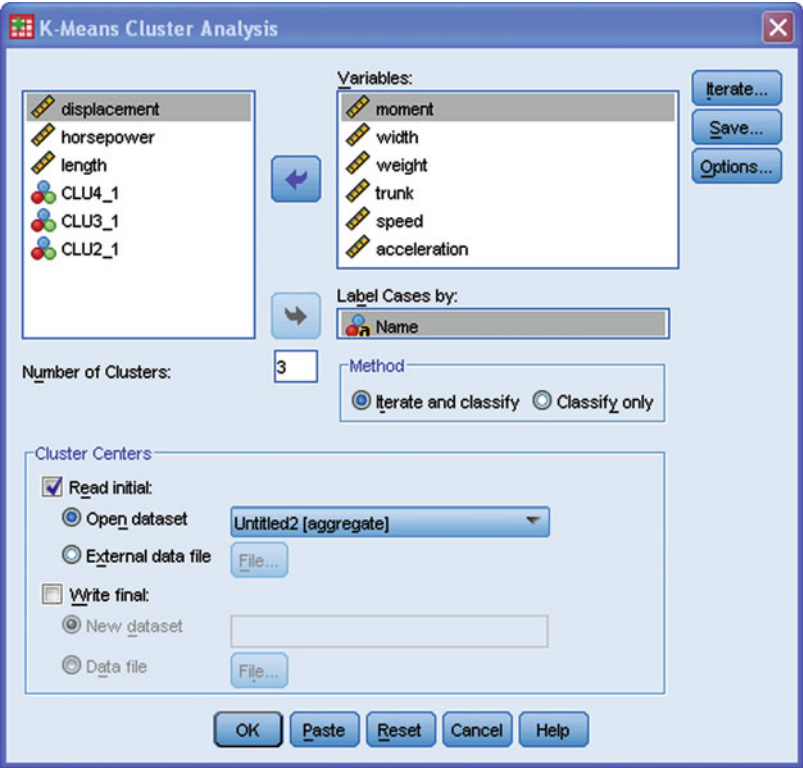 K-Means Cluster Analysis
displacement
horsepower
length
CLU4_1
CLU3_1
CLU2_1
Variables:
moment
width
weight
trunk
speed
acceleration
Iterate...
Save...
Options...
Label Cases by:
a Name
Number of Clusters: 3
Method
Iterate and classify Classify only
Cluster Centers
Read initial:
Open dataset Untitled2 [aggregate]
External data file File...
Write final:
New dataset
Data file File...
OK Paste Reset Cancel Help